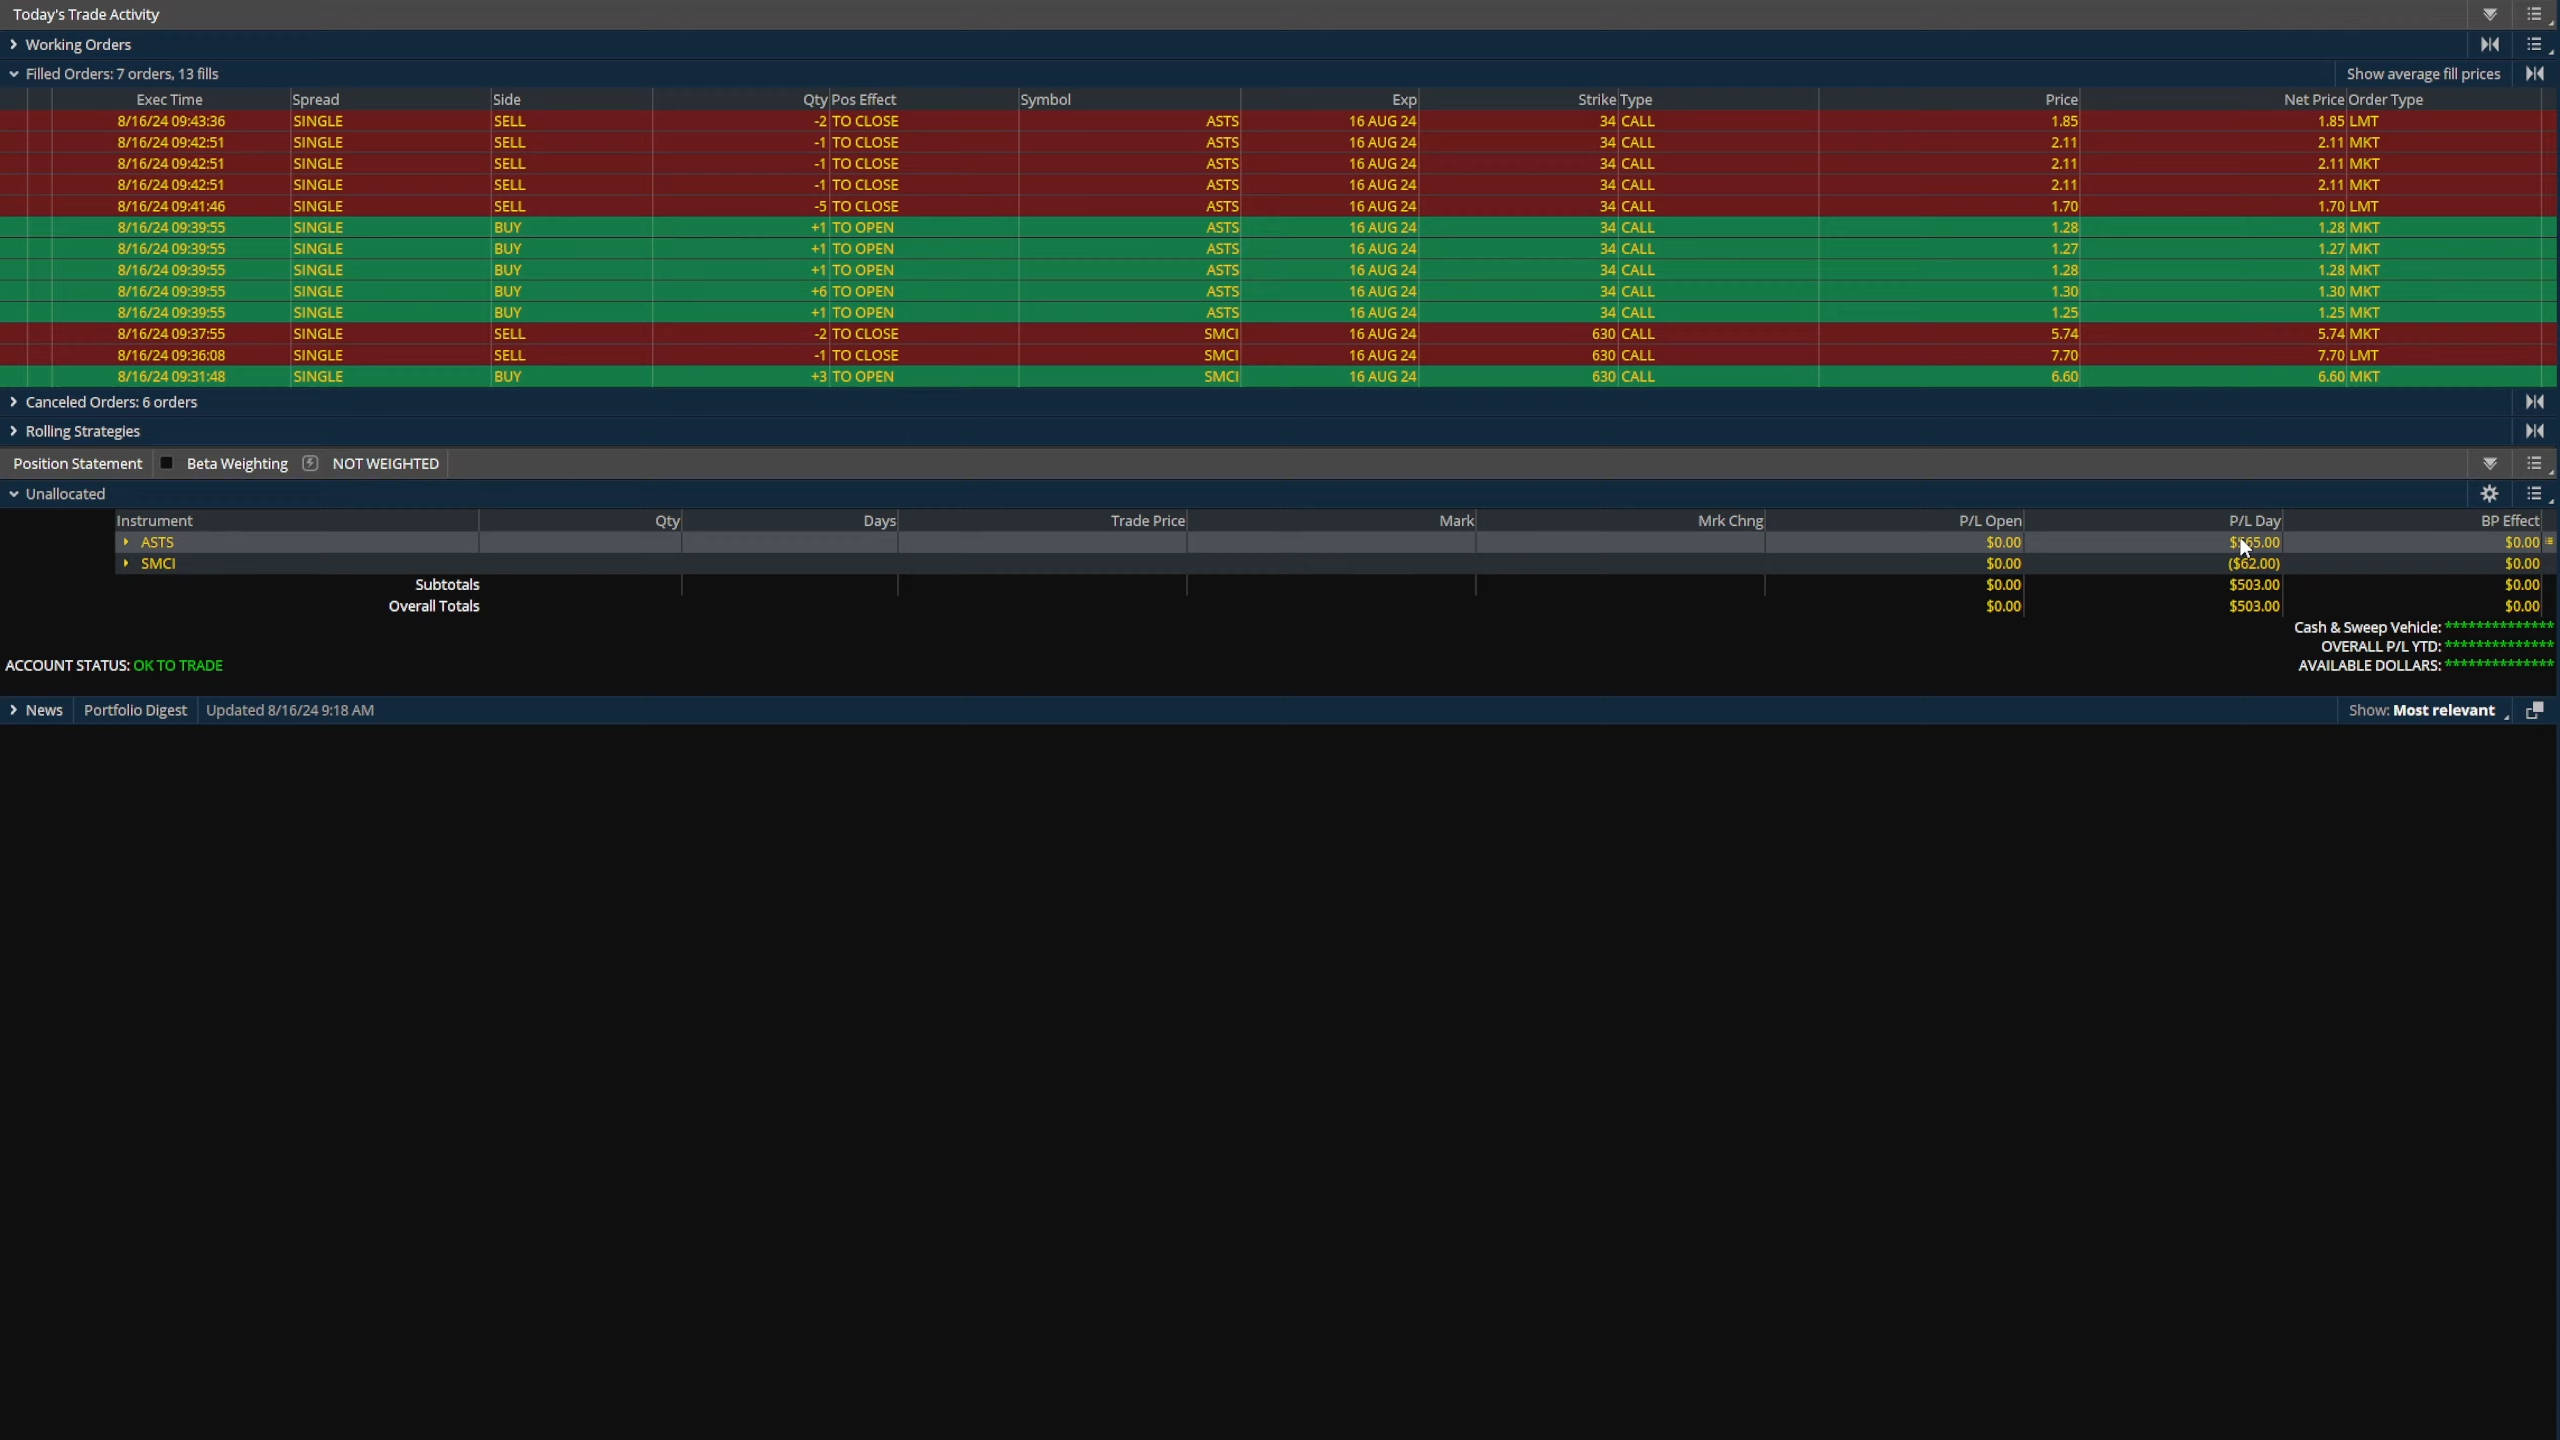 Today's Trade Activity
Working Orders
Filled Orders: 7 orders, 13 fills Show average fill prices
Exec Time Spread Side Qty Pos Effect Symbol Exp Strike Type Price Net Price Order Type
8/16/24 09:43:36 SINGLE SELL -2 TO CLOSE ASTS 16 AUG 24 34 CALL 1.85 1.85 LMT
8/16/24 09:42:51 SINGLE SELL -1 TO CLOSE ASTS 16 AUG 24 34 CALL 2.11 2.11 MKT
8/16/24 09:42:51 SINGLE SELL -1 TO CLOSE ASTS 16 AUG 24 34 CALL 2.11 2.11 MKT
8/16/24 09:42:51 SINGLE SELL -1 TO CLOSE ASTS 16 AUG 24 34 CALL 2.11 2.11 MKT
8/16/24 09:41:46 SINGLE SELL -5 TO CLOSE ASTS 16 AUG 24 34 CALL 1.70 1.70 LMT
8/16/24 09:39:55 SINGLE BUY +1 TO OPEN ASTS 16 AUG 24 34 CALL 1.28 1.28 MKT
8/16/24 09:39:55 SINGLE BUY +1 TO OPEN ASTS 16 AUG 24 34 CALL 1.27 1.27 MKT
8/16/24 09:39:55 SINGLE BUY +1 TO OPEN ASTS 16 AUG 24 34 CALL 1.28 1.28 MKT
8/16/24 09:39:55 SINGLE BUY +6 TO OPEN ASTS 16 AUG 24 34 CALL 1.30 1.30 MKT
8/16/24 09:39:55 SINGLE BUY +1 TO OPEN ASTS 16 AUG 24 34 CALL 1.25 1.25 MKT
8/16/24 09:37:55 SINGLE SELL -2 TO CLOSE SMCI 16 AUG 24 630 CALL 5.74 5.74 MKT
8/16/24 09:36:08 SINGLE SELL -1 TO CLOSE SMCI 16 AUG 24 630 CALL 7.70 7.70 LMT
8/16/24 09:31:48 SINGLE BUY +3 TO OPEN SMCI 16 AUG 24 630 CALL 6.60 6.60 MKT
Canceled Orders: 6 orders
Rolling Strategies
Position Statement Beta Weighting NOT WEIGHTED
Unallocated
Instrument Qty Days Trade Price Mark Mrk Chng P/L Open P/L Day BP Effect
ASTS $0.00 $565.00 $0.00
SMCI $0.00 ($62.00) $0.00
Subtotals $0.00 $503.00 $0.00
Overall Totals $0.00 $503.00 $0.00
Cash & Sweep Vehicle: **************
OVERALL P/L YTD: **************
ACCOUNT STATUS: OK TO TRADE AVAILABLE DOLLARS: **************
News Portfolio Digest Updated 8/16/24 9:18 AM Show: Most relevant